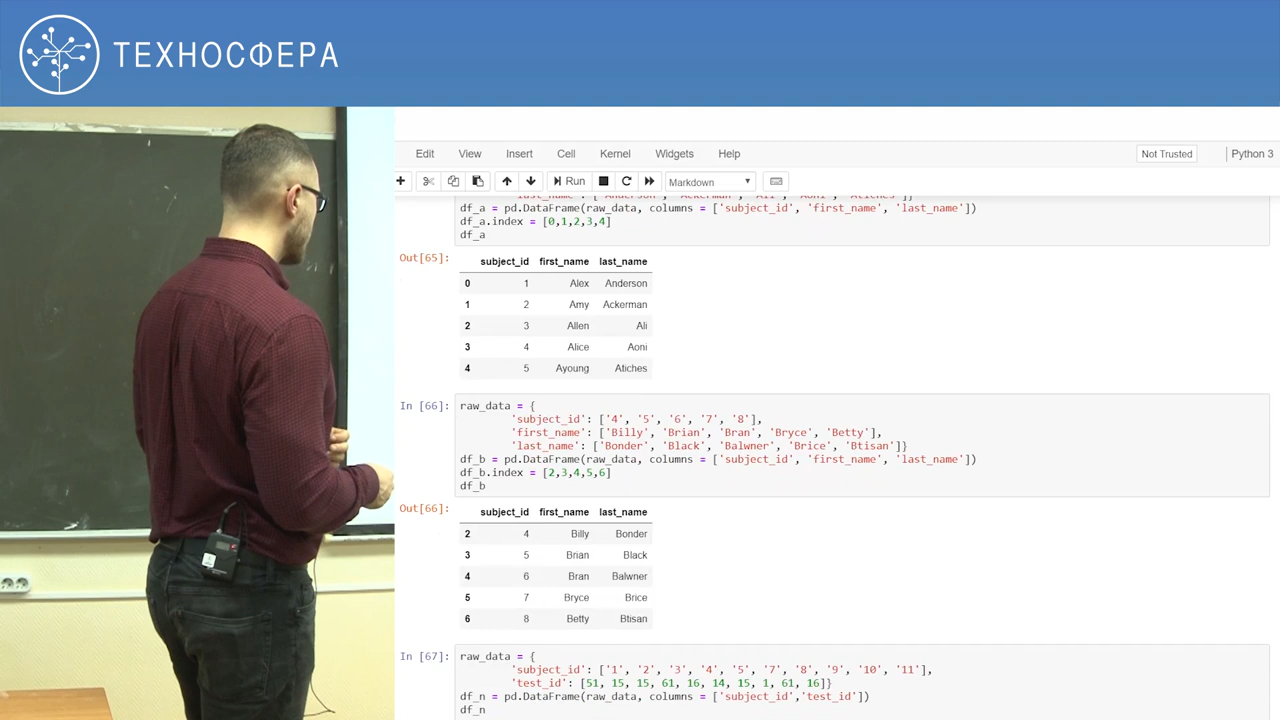 ТЕХНОСФЕРА
Edit View Insert Cell Kernel Widgets Help Not Trusted Python 3
Run Markdown
'last_name': ['Anderson', 'Ackerman', 'Ali', 'Aoni', 'Atiches']}
df_a = pd.DataFrame(raw_data, columns = ['subject_id', 'first_name', 'last_name'])
df_a.index = [0,1,2,3,4]
df_a
Out[65]:
subject_id first_name last_name
0 1 Alex Anderson
1 2 Amy Ackerman
2 3 Allen Ali
3 4 Alice Aoni
4 5 Ayoung Atiches
In [66]: raw_data = {
'subject_id': ['4', '5', '6', '7', '8'],
'first_name': ['Billy', 'Brian', 'Bran', 'Bryce', 'Betty'],
'last_name': ['Bonder', 'Black', 'Balwner', 'Brice', 'Btisan']}
df_b = pd.DataFrame(raw_data, columns = ['subject_id', 'first_name', 'last_name'])
df_b.index = [2,3,4,5,6]
df_b
Out[66]:
subject_id first_name last_name
2 4 Billy Bonder
3 5 Brian Black
4 6 Bran Balwner
5 7 Bryce Brice
6 8 Betty Btisan
In [67]: raw_data = {
'subject_id': ['1', '2', '3', '4', '5', '7', '8', '9', '10', '11'],
'test_id': [51, 15, 15, 61, 16, 14, 15, 1, 61, 16]}
df_n = pd.DataFrame(raw_data, columns = ['subject_id','test_id'])
df_n